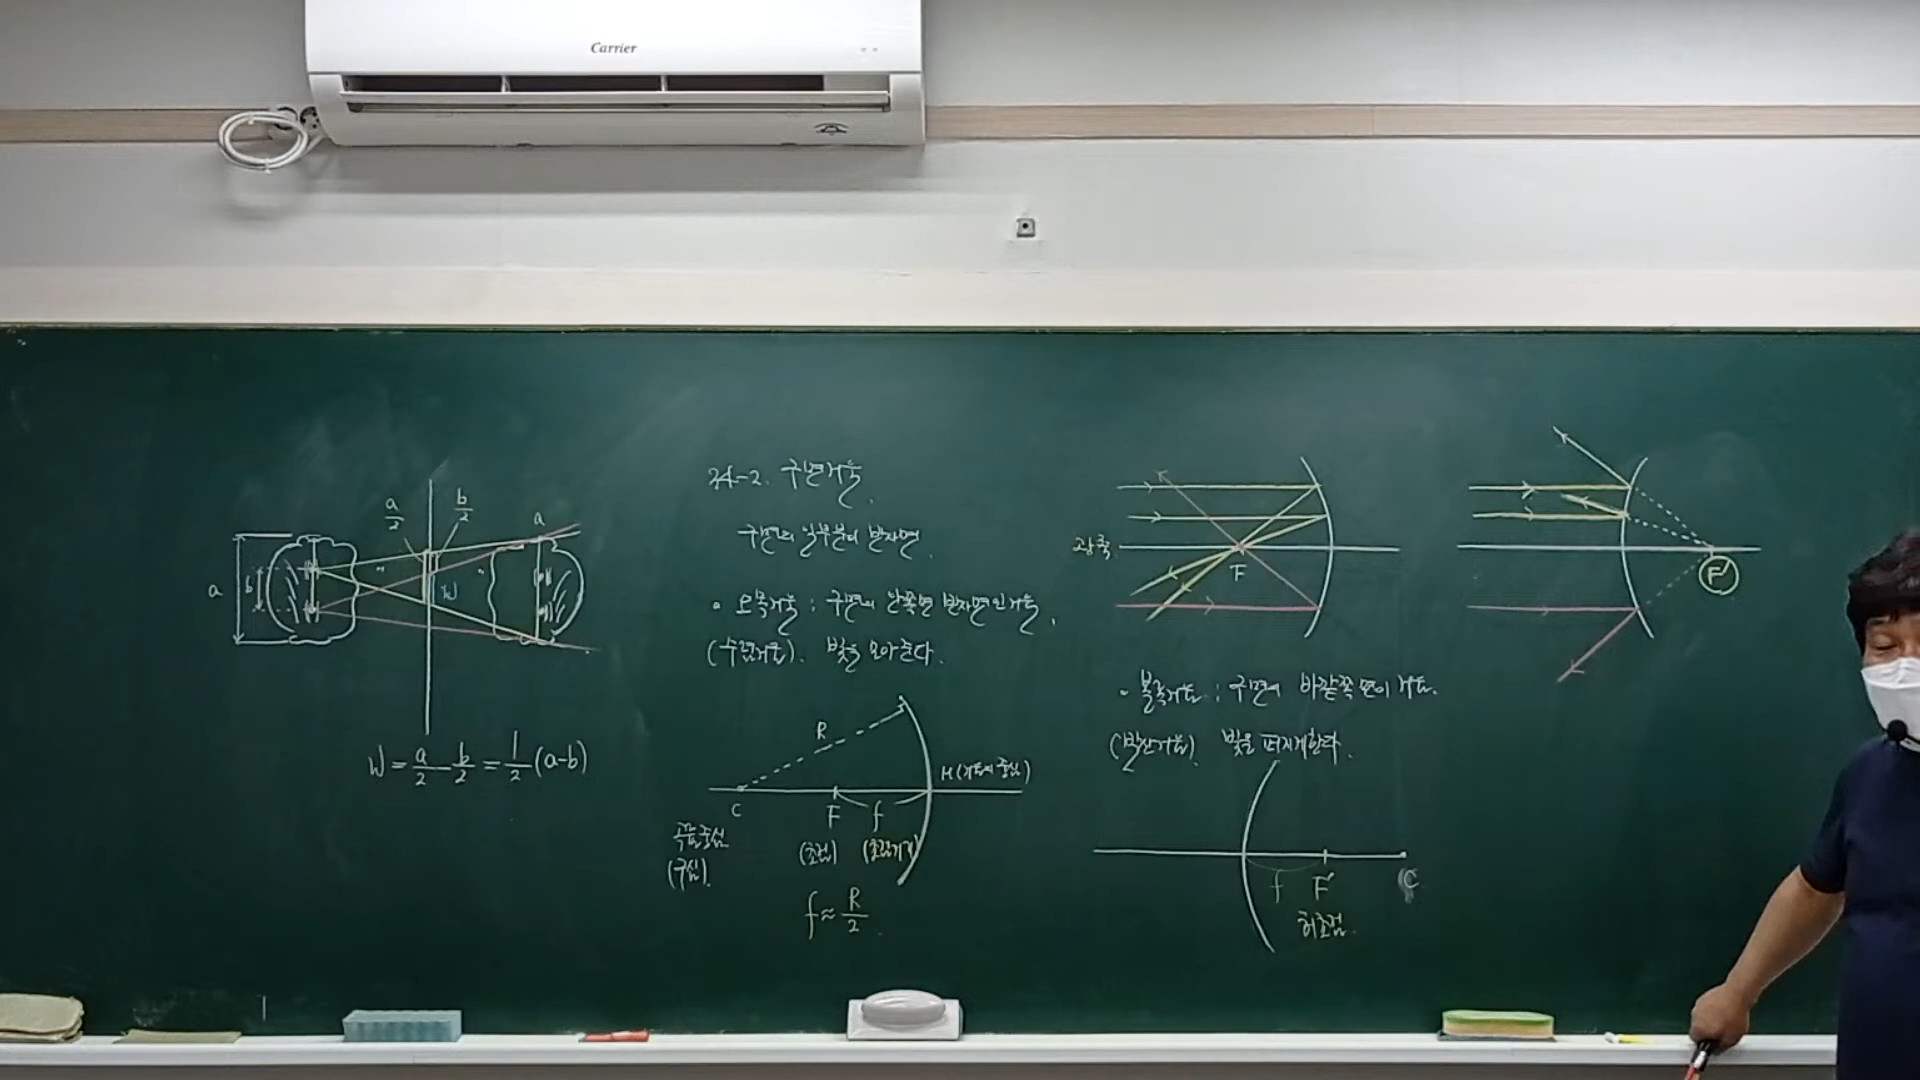 Carrier
a
b
a/2
b/2
a
W
W = a/2 - b/2 = 1/2 (a-b)
34-2. 구면거울.
구면의 일부분이 반사면.
• 오목거울 : 구면의 안쪽면 반사면인 거울.
(수렴거울). 빛을 모아준다.
R
C
F
f
M (거울의 중심)
곡률중심
(구심).
(초점)
(초점거리)
f ≈ R/2.
광축
F
F'
• 볼록거울 : 구면의 바깥쪽 면이 거울.
(발산거울). 빛을 퍼지게한다.
f
F'
C
허초점.